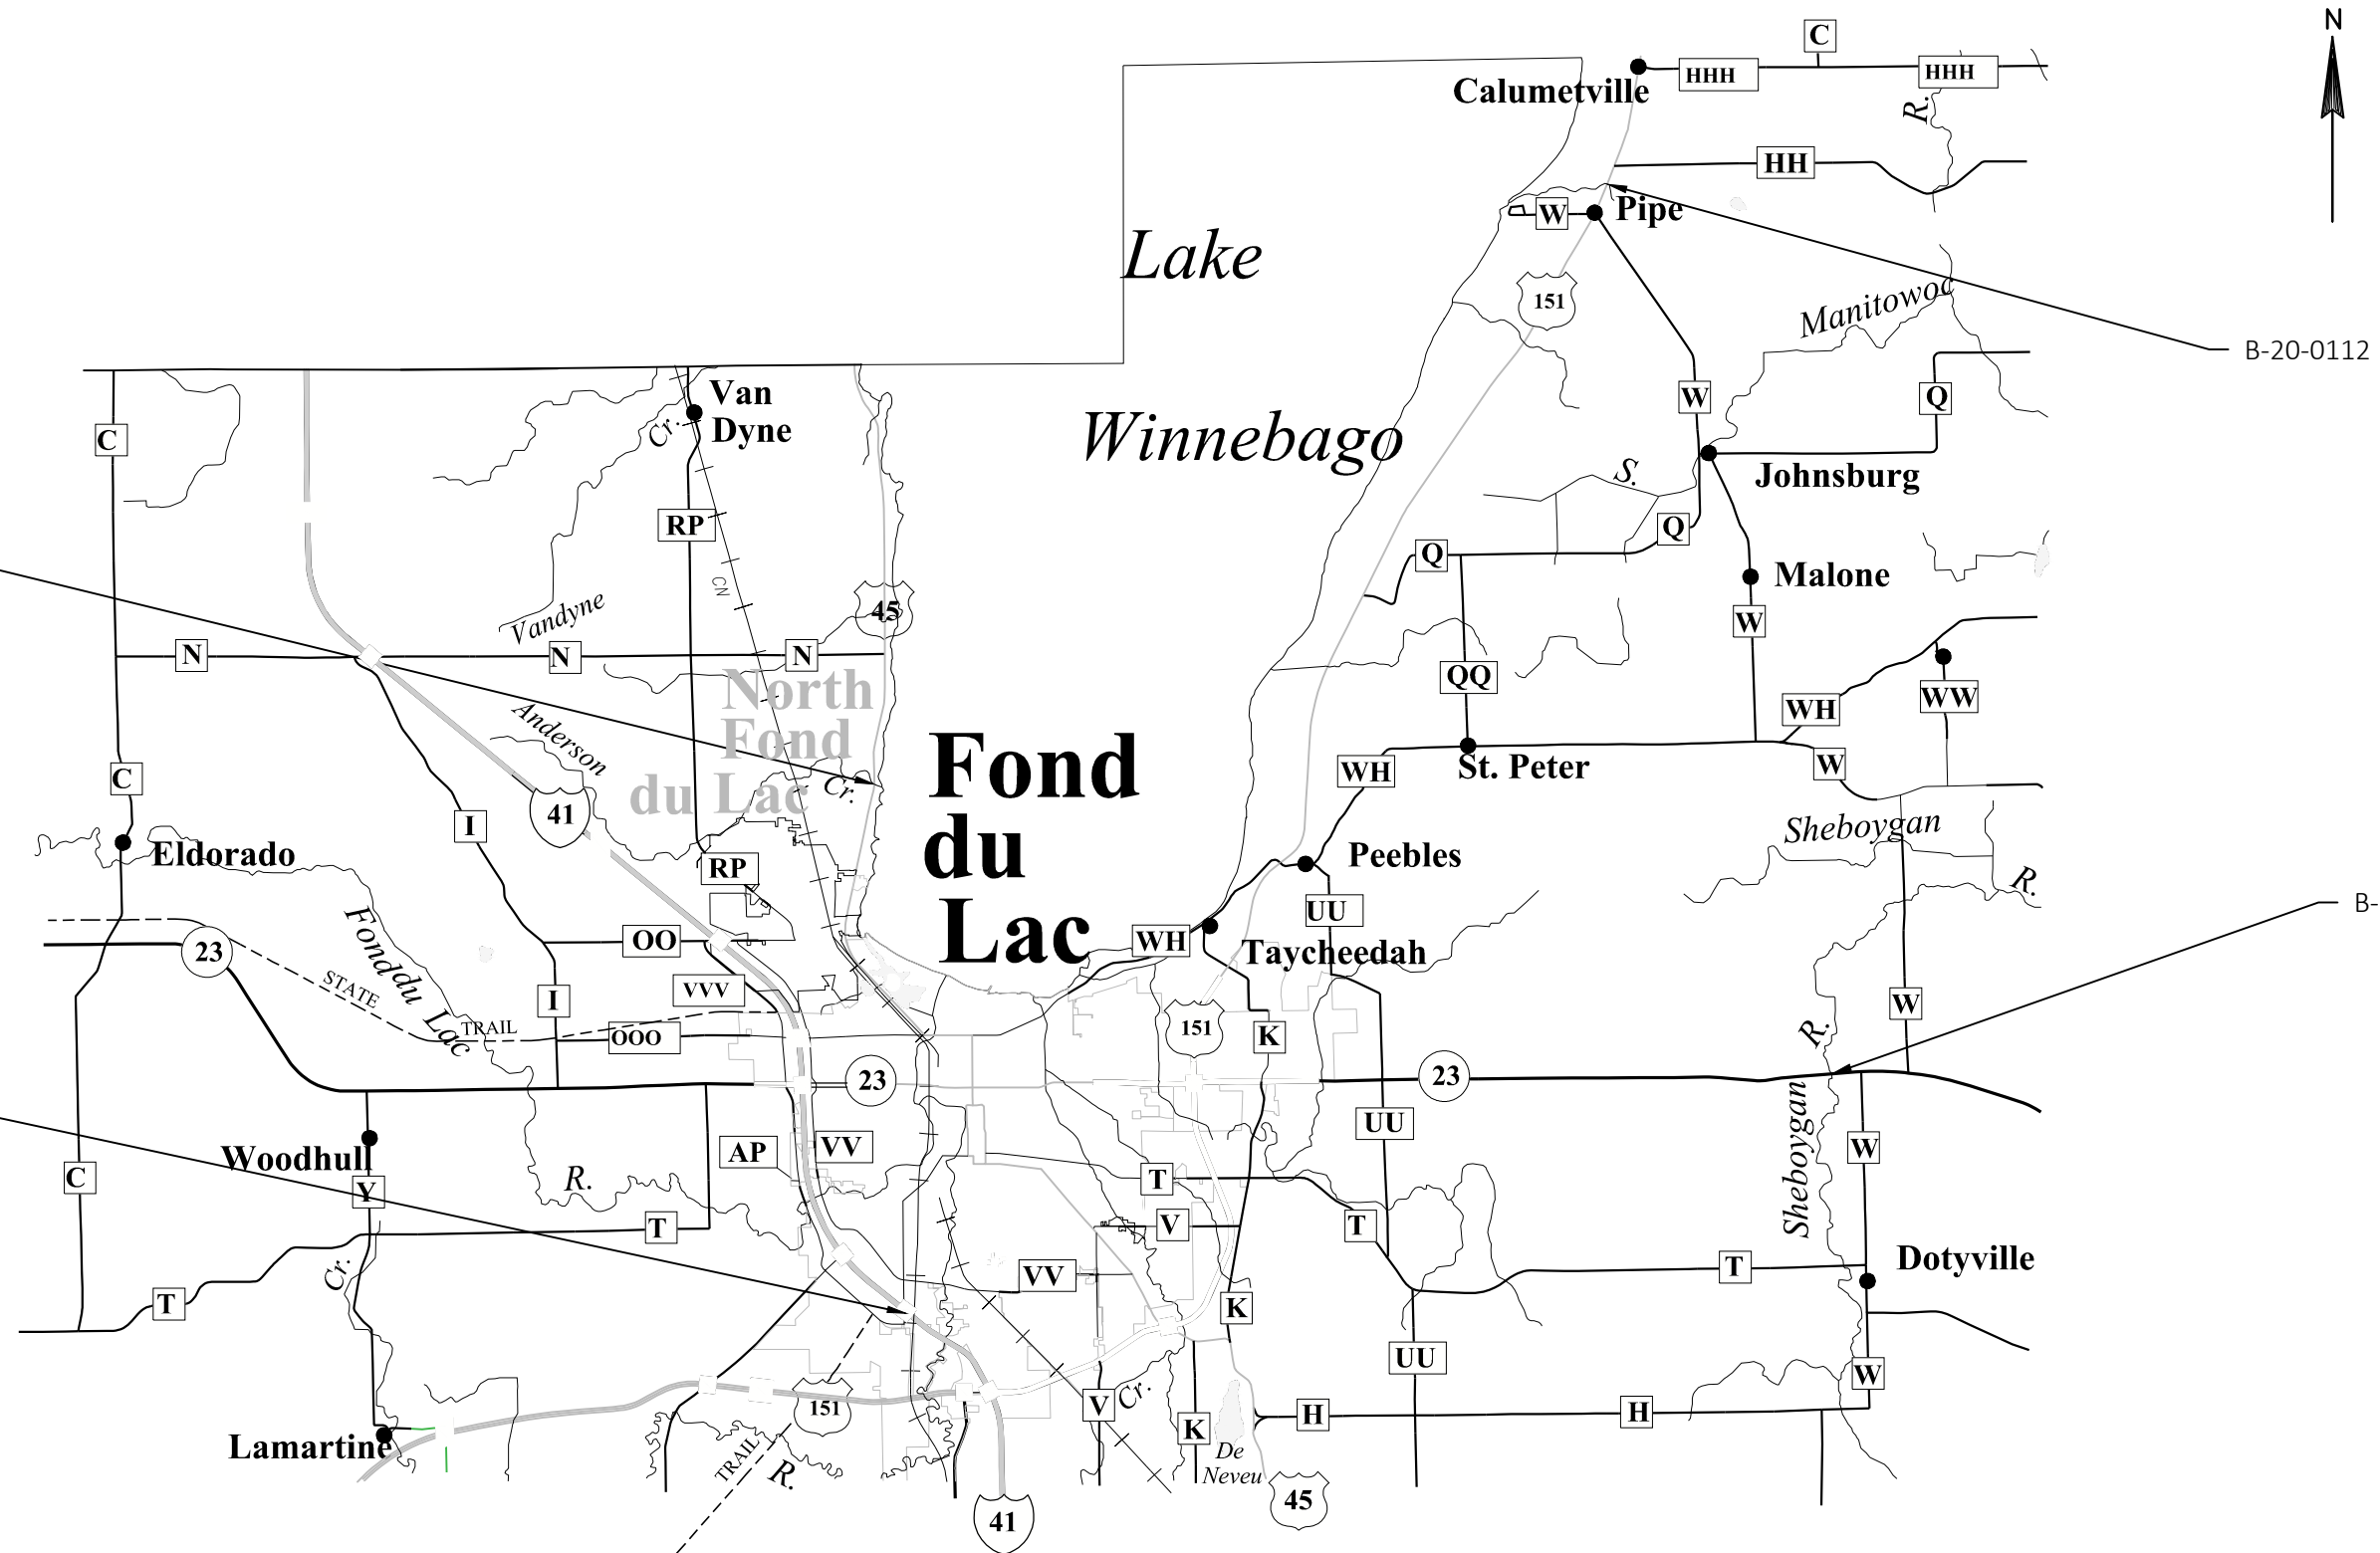 N
C
HHH
HHH
Calumetville
R.
HH
W
Pipe
Lake
151
Manitowoc
B-20-0112
Van
Dyne
Cr.
C
W
Q
Winnebago
S.
Johnsburg
RP
Q
Q
CN
45
Malone
Vandyne
W
N
N
N
North
Fond
du Lac
QQ
WH
WW
Anderson
Cr.
Fond
du
Lac
C
WH
St. Peter
W
41
I
Sheboygan
R.
Eldorado
RP
Peebles
UU
B-
Fonddu Lac
23
OO
WH
Taycheedah
STATE
TRAIL
VVV
I
W
OOO
151
K
R.
23
23
UU
AP
VV
Sheboygan
W
Woodhull
C
Y
R.
T
T
V
T
T
Cr.
VV
T
Dotyville
T
K
UU
W
151
V
Cr.
K
H
H
Lamartine
TRAIL
R.
De
Neveu
45
41